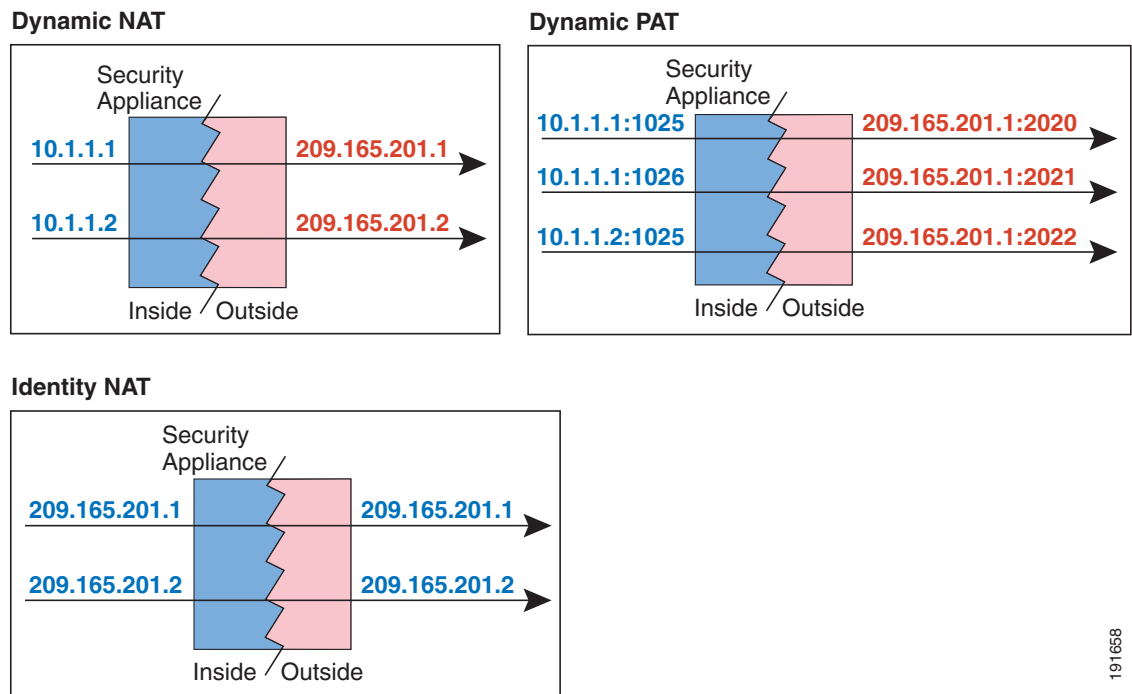 Dynamic NAT
Security
Appliance
10.1.1.1
209.165.201.1
10.1.1.2
209.165.201.2
Inside
Outside
Dynamic PAT
Security
Appliance
10.1.1.1:1025
209.165.201.1:2020
10.1.1.1:1026
209.165.201.1:2021
10.1.1.2:1025
209.165.201.1:2022
Inside
Outside
Identity NAT
Security
Appliance
209.165.201.1
209.165.201.1
209.165.201.2
209.165.201.2
Inside
Outside
191658